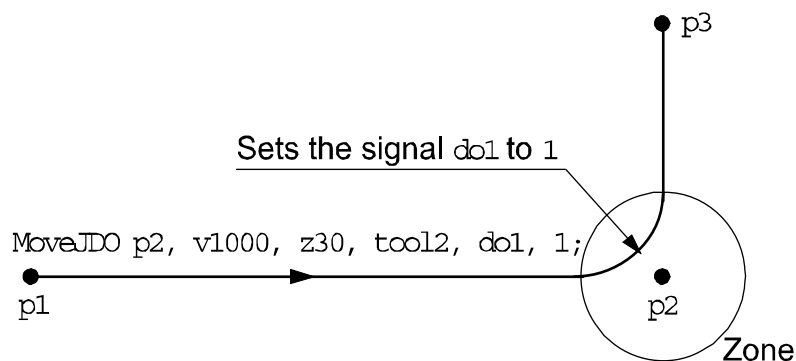 p3
Sets the signal do1 to 1
MoveJDO p2, v1000, z30, tool2, do1, 1;
p1
p2
Zone